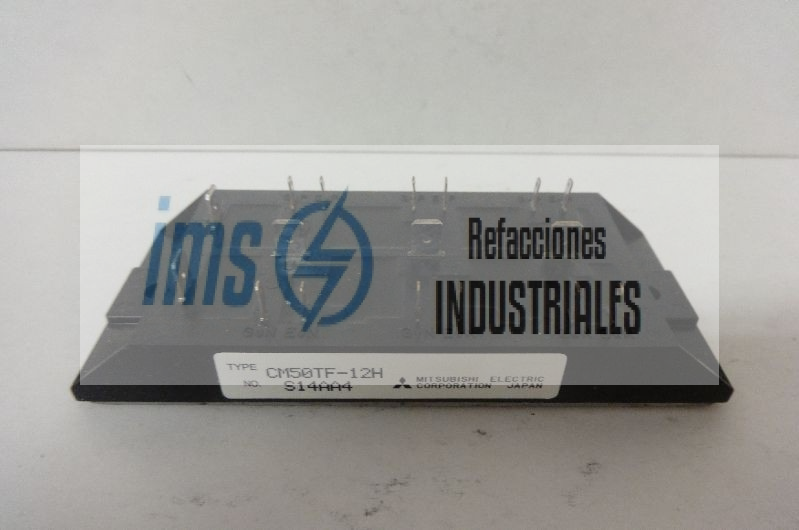 ims
Refacciones
INDUSTRIALES
TYPE CM50TF-12H
NO. S14AA4
MITSUBISHI ELECTRIC
CORPORATION JAPAN